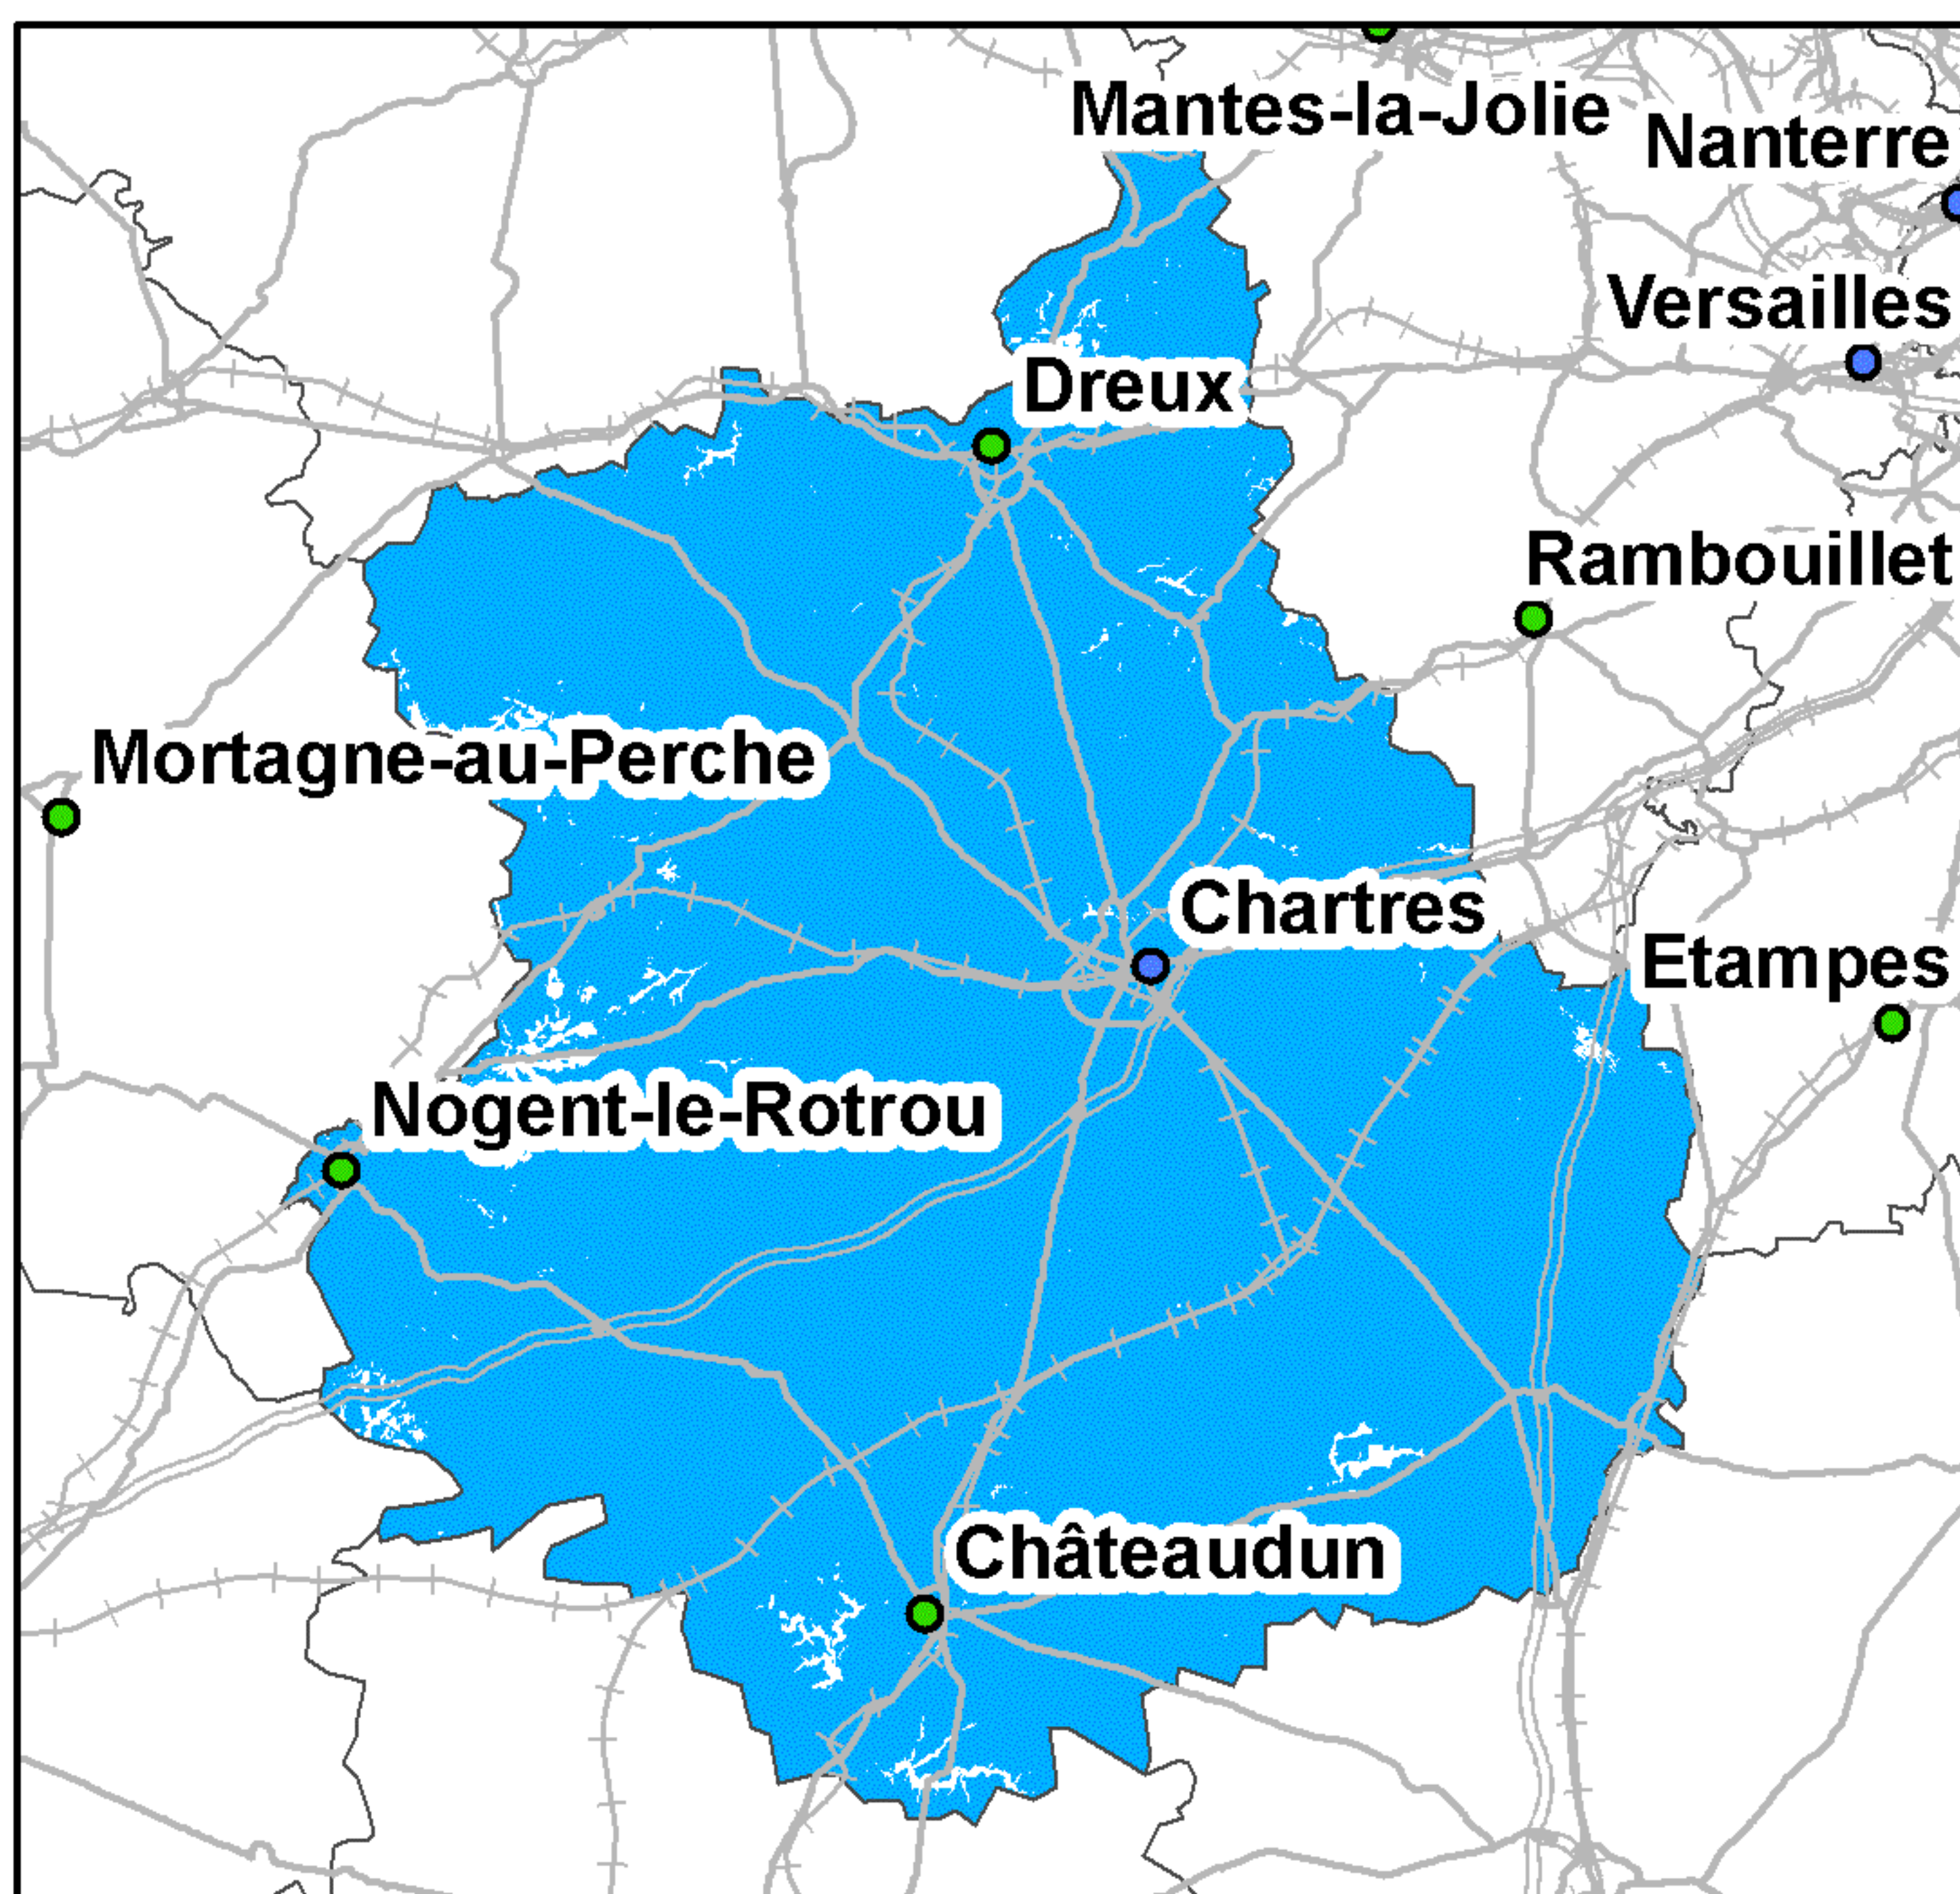 Mantes-la-Jolie
Nanterre
Versailles
Dreux
Rambouillet
Mortagne-au-Perche
Chartres
Etampes
Nogent-le-Rotrou
Châteaudun